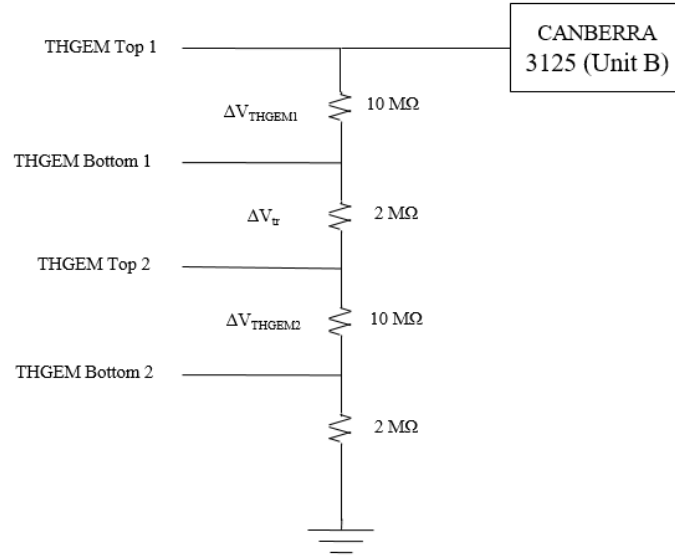 THGEM Top 1
CANBERRA
3125 (Unit B)
ΔV_THGEM1
10 MΩ
THGEM Bottom 1
ΔV_tr
2 MΩ
THGEM Top 2
ΔV_THGEM2
10 MΩ
THGEM Bottom 2
2 MΩ